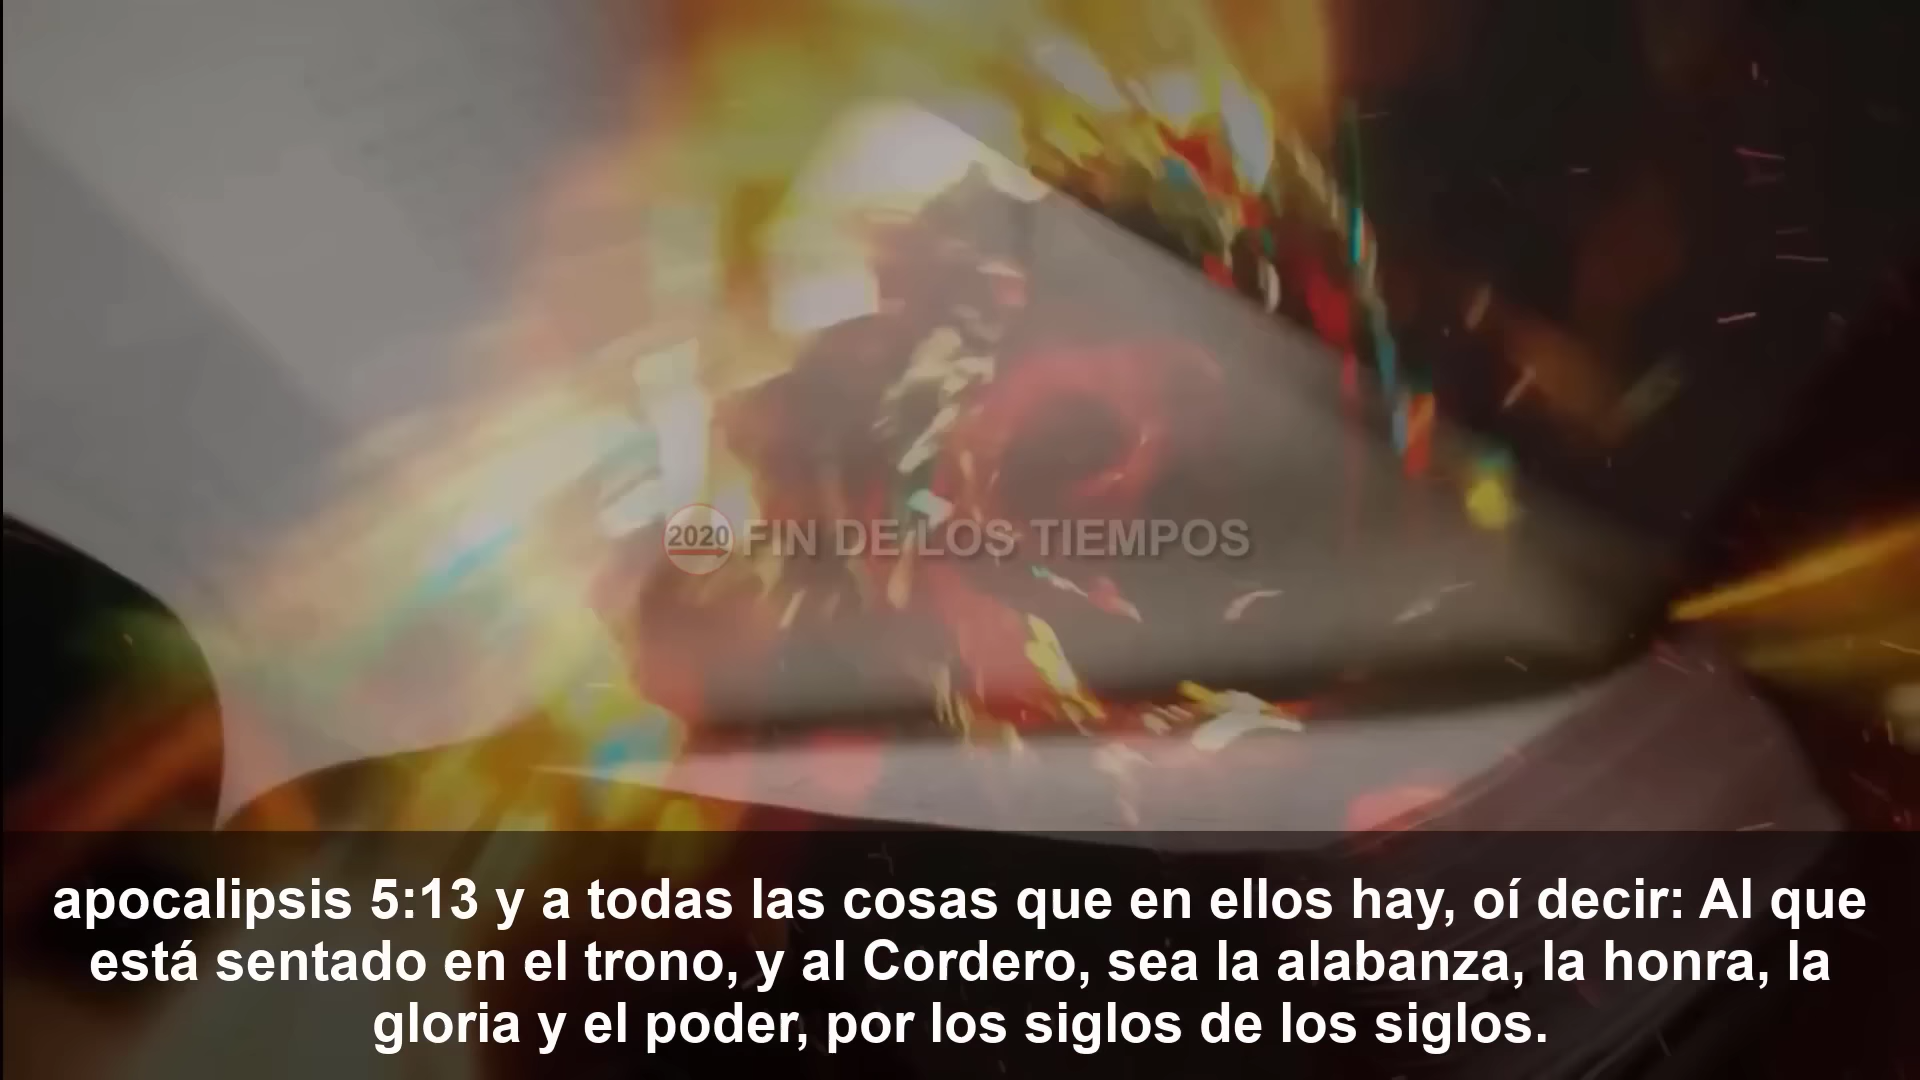 2020 FIN DE LOS TIEMPOS
apocalipsis 5:13 y a todas las cosas que en ellos hay, oí decir: Al que
está sentado en el trono, y al Cordero, sea la alabanza, la honra, la
gloria y el poder, por los siglos de los siglos.